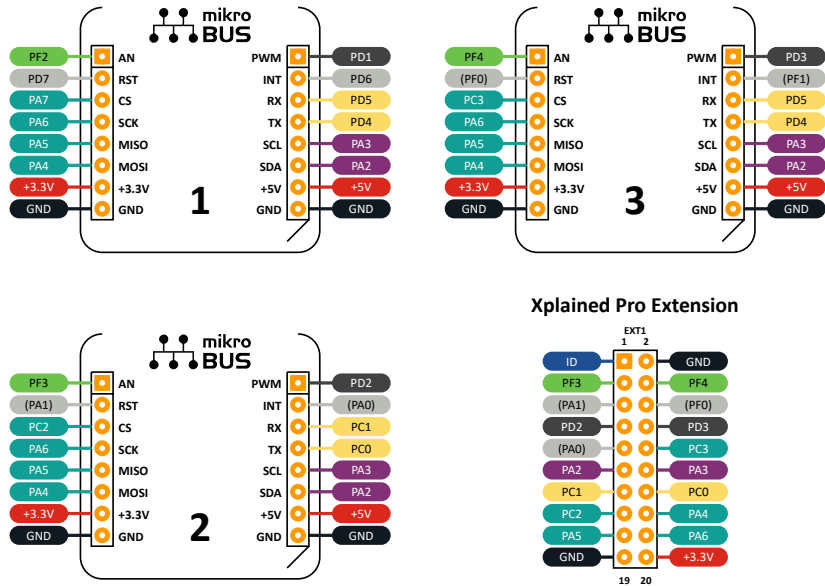 mikro BUS
PF2 AN PWM PD1
PD7 RST INT PD6
PA7 CS RX PD5
PA6 SCK TX PD4
PA5 MISO SCL PA3
PA4 MOSI SDA PA2
+3.3V +3.3V +5V +5V
GND GND GND GND
1
mikro BUS
PF4 AN PWM PD3
(PF0) RST INT (PF1)
PC3 CS RX PD5
PA6 SCK TX PD4
PA5 MISO SCL PA3
PA4 MOSI SDA PA2
+3.3V +3.3V +5V +5V
GND GND GND GND
3
mikro BUS
PF3 AN PWM PD2
(PA1) RST INT (PA0)
PC2 CS RX PC1
PA6 SCK TX PC0
PA5 MISO SCL PA3
PA4 MOSI SDA PA2
+3.3V +3.3V +5V +5V
GND GND GND GND
2
Xplained Pro Extension
EXT1
1 2
ID GND
PF3 PF4
(PA1) (PF0)
PD2 PD3
(PA0) PC3
PA2 PA3
PC1 PC0
PC2 PA4
PA5 PA6
GND +3.3V
19 20